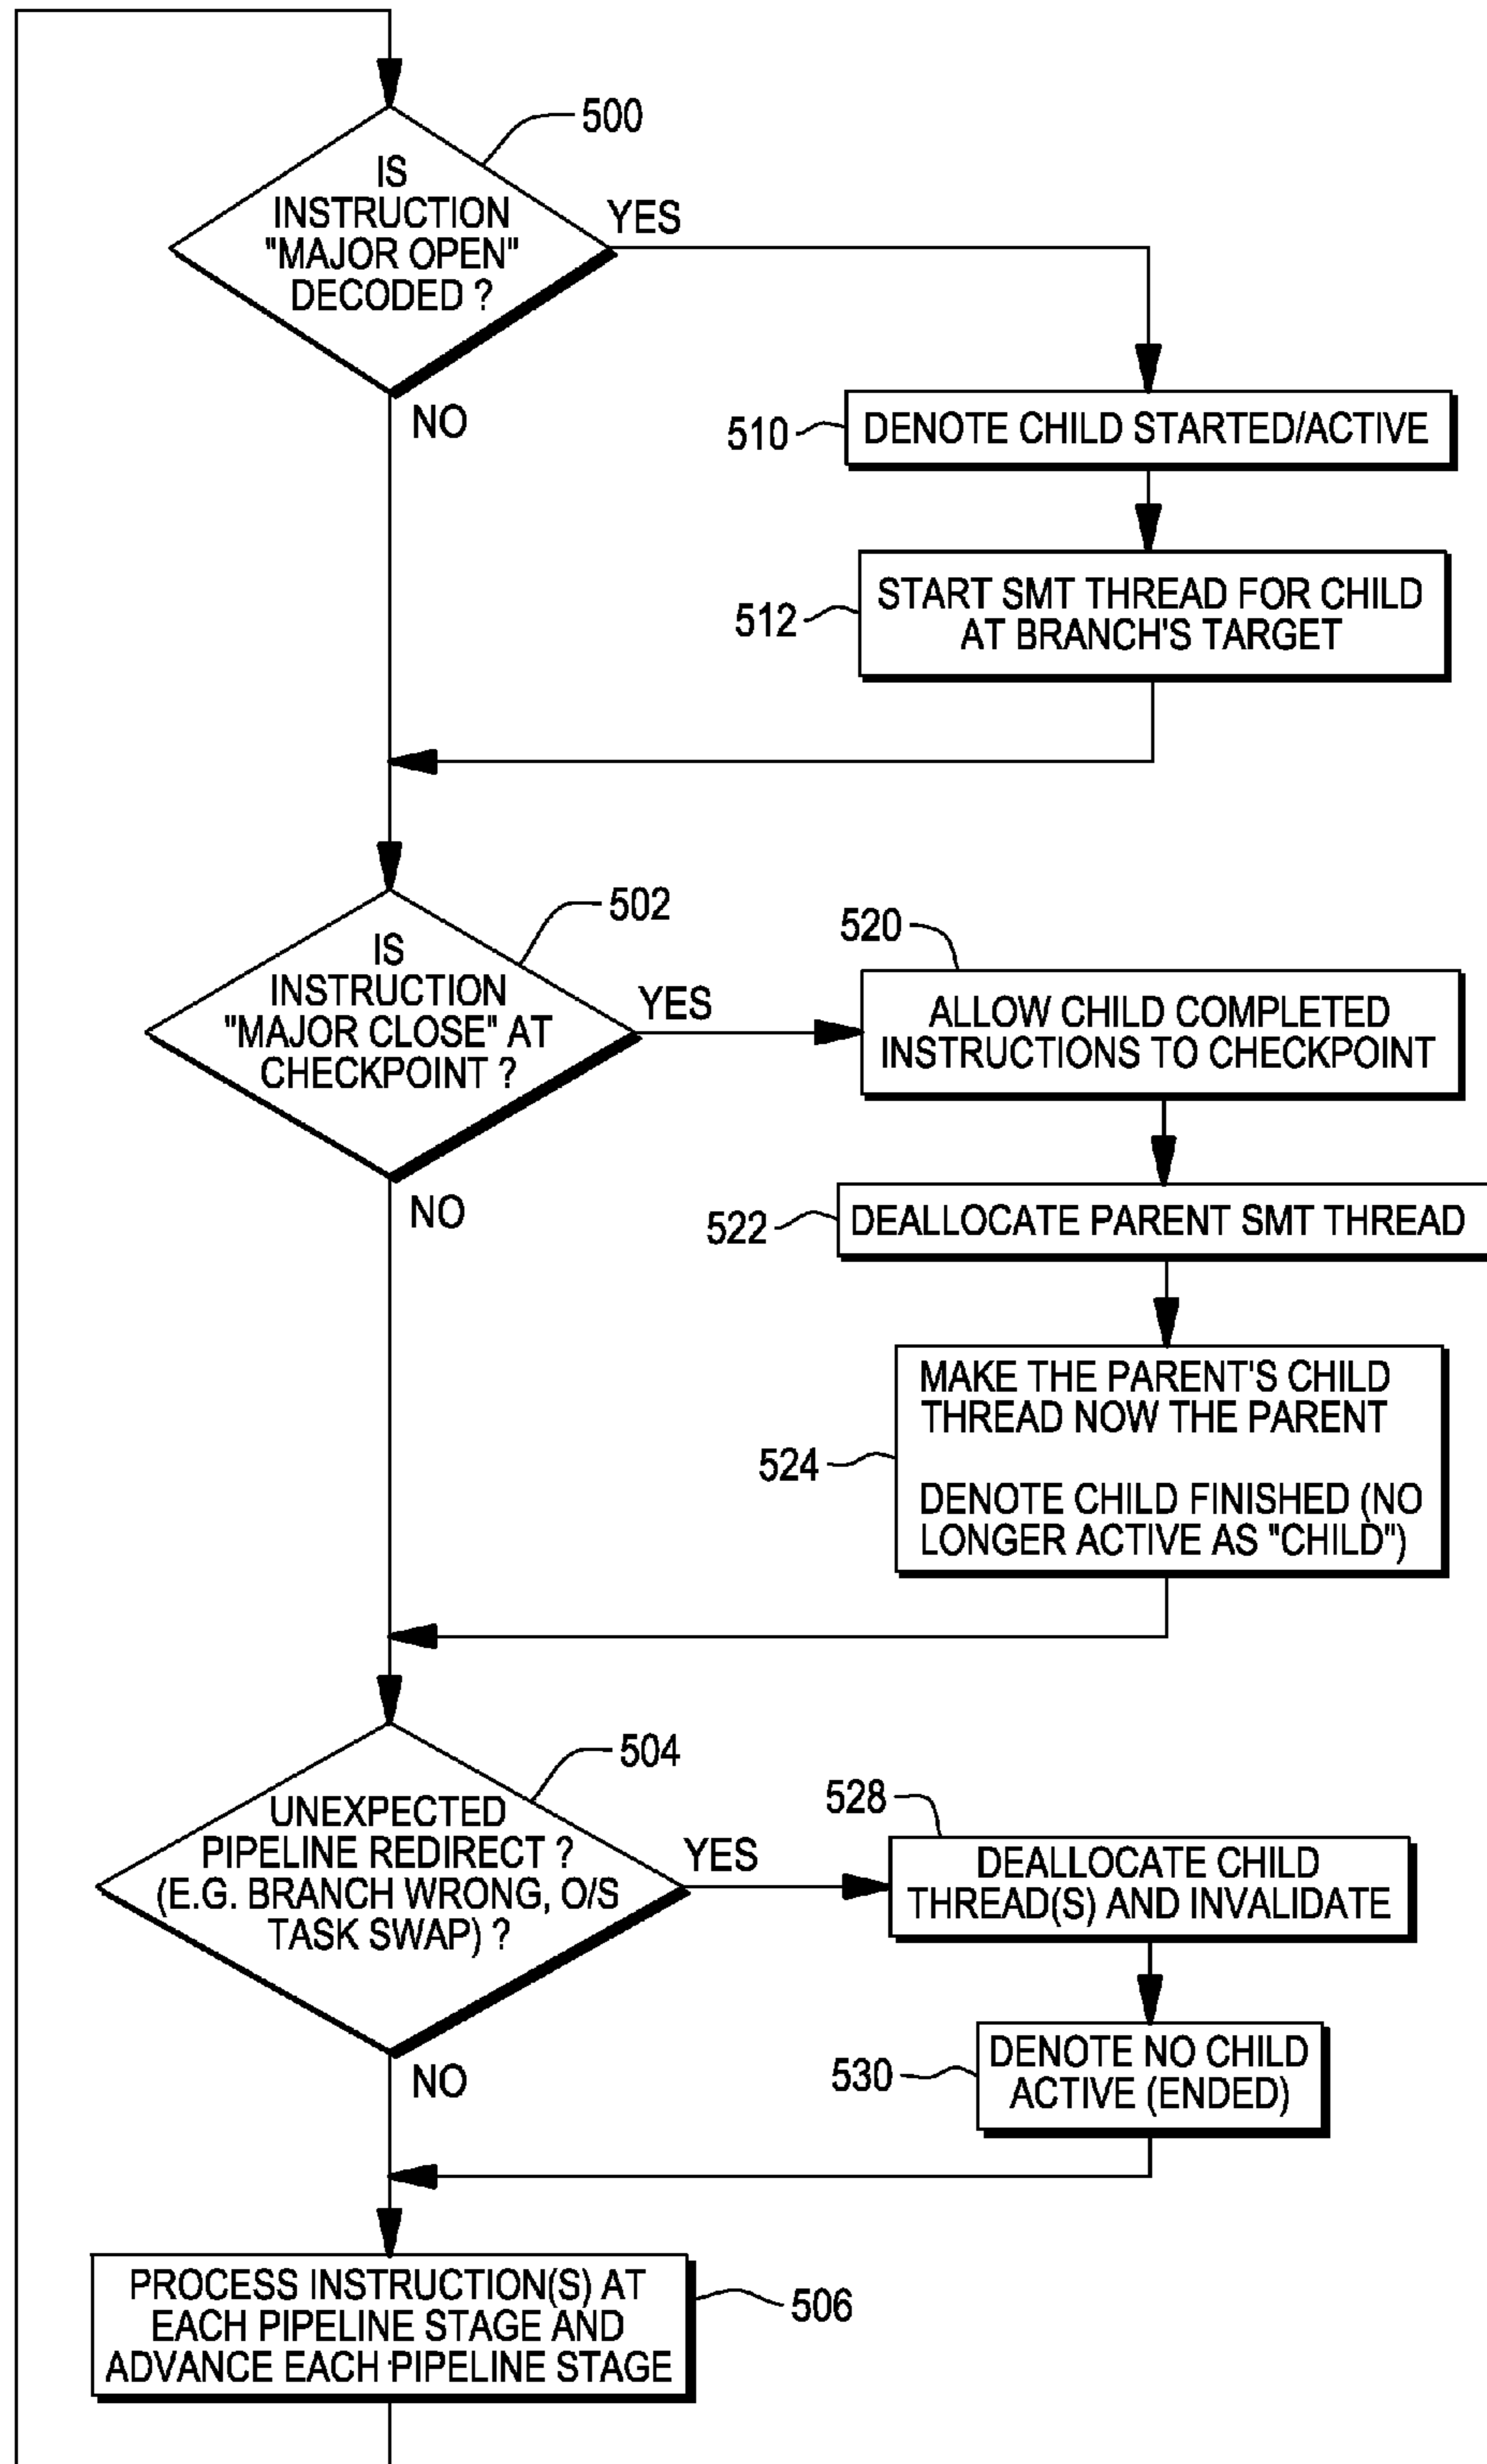 500
IS
INSTRUCTION
"MAJOR OPEN"
DECODED ?
YES
NO
510
DENOTE CHILD STARTED/ACTIVE
512
START SMT THREAD FOR CHILD
AT BRANCH'S TARGET
502
IS
INSTRUCTION
"MAJOR CLOSE" AT
CHECKPOINT ?
YES
NO
520
ALLOW CHILD COMPLETED
INSTRUCTIONS TO CHECKPOINT
522
DEALLOCATE PARENT SMT THREAD
524
MAKE THE PARENT'S CHILD
THREAD NOW THE PARENT
DENOTE CHILD FINISHED (NO
LONGER ACTIVE AS "CHILD")
504
UNEXPECTED
PIPELINE REDIRECT ?
(E.G. BRANCH WRONG, O/S
TASK SWAP) ?
YES
NO
528
DEALLOCATE CHILD
THREAD(S) AND INVALIDATE
530
DENOTE NO CHILD
ACTIVE (ENDED)
PROCESS INSTRUCTION(S) AT
EACH PIPELINE STAGE AND
ADVANCE EACH PIPELINE STAGE
506